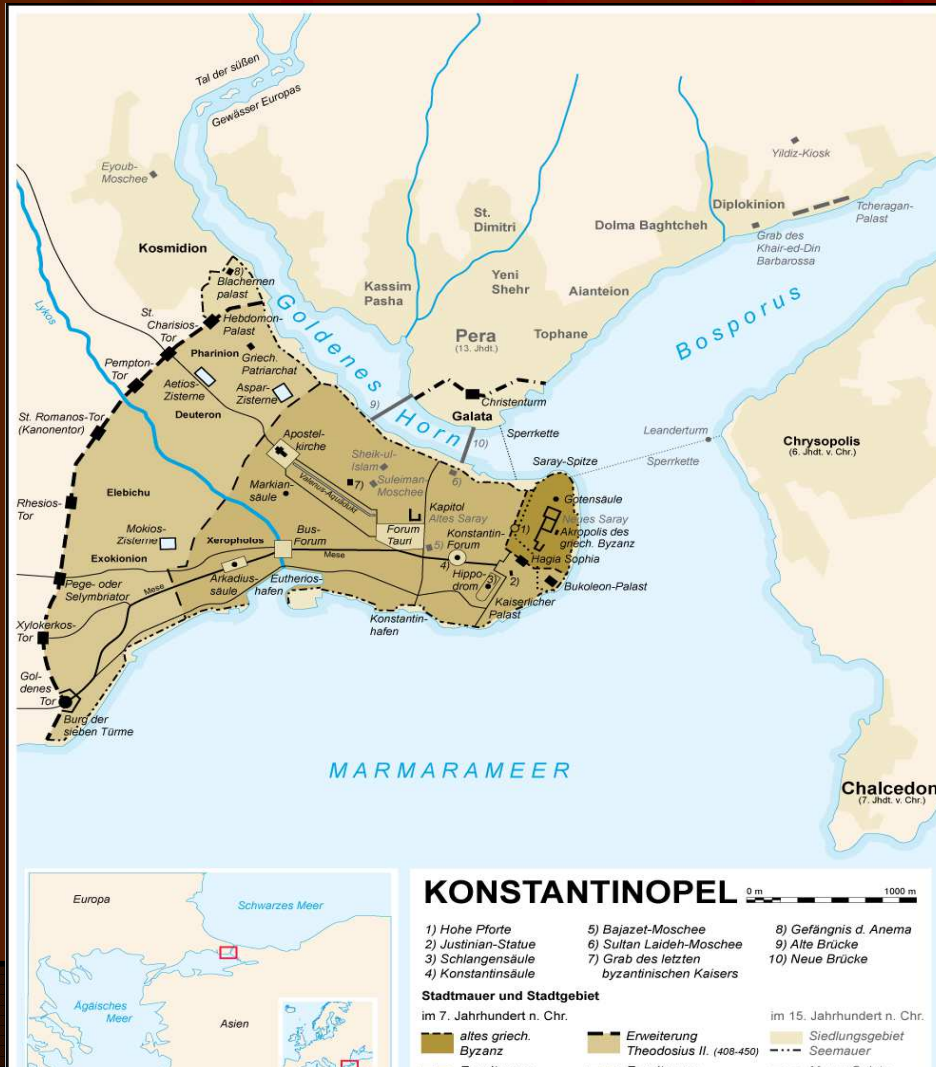 Tal der süßen
Gewässer Europas
Eyoub-
Moschee
Yildiz-Kiosk
Diplokinion
Tcheragan-
Palast
St.
Dimitri
Dolma Baghtcheh
Grab des
Khair-ed-Din
Barbarossa
Kosmidion
8)
Blachernen
palast
Kassim
Pasha
Yeni
Shehr
Aianteion
Lykos
Goldenes
Horn
Bosporus
St.
Charisios-
Tor
Hebdomon-
Palast
Pera
(13. Jhdt.)
Tophane
Pharinion
Griech.
Patriarchat
Pempton-
Tor
Aetios-
Zisterne
Aspar-
Zisterne
Christenturm
9)
Galata
Deuteron
St. Romanos-Tor
(Kanonentor)
10)
Sperrkette
Leanderturm
Sperrkette
Chrysopolis
(6. Jhdt. v. Chr.)
Apostel-
kirche
Sheik-ul-
Islam
Saray-Spitze
Valenus-Aquädukt
7)
Suleiman-
Moschee
6)
Markian-
säule
Elebichu
Gotensäule
Rhesios-
Tor
Kapitol
Altes Saray
Neues Saray
Akropolis des
griech. Byzanz
1)
Mokios-
Zisterne
Xeropholos
Bus-
Forum
Forum
Tauri
Konstantin-
Forum
5)
Mese
4)
Hagia Sophia
Exokionion
Pege- oder
Selymbriator
Mese
Arkadius-
säule
Eutherios-
hafen
Hippo-
drom
3)
2)
Bukoleon-Palast
Kaiserlicher
Palast
Konstantin-
hafen
Xylokerkos-
Tor
Gol-
denes
Tor
Burg der
sieben Türme
MARMARAMEER
Chalcedon
(7. Jhdt. v. Chr.)
Europa
Schwarzes Meer
Ägäisches
Meer
Asien
KONSTANTINOPEL
0 m 1000 m
1) Hohe Pforte
2) Justinian-Statue
3) Schlangensäule
4) Konstantinsäule
5) Bajazet-Moschee
6) Sultan Laideh-Moschee
7) Grab des letzten
byzantinischen Kaisers
8) Gefängnis d. Anema
9) Alte Brücke
10) Neue Brücke
Stadtmauer und Stadtgebiet
im 7. Jahrhundert n. Chr.
im 15. Jahrhundert n. Chr.
altes griech.
Byzanz
Erweiterung
Theodosius II. (408-450)
Siedlungsgebiet
Seemauer